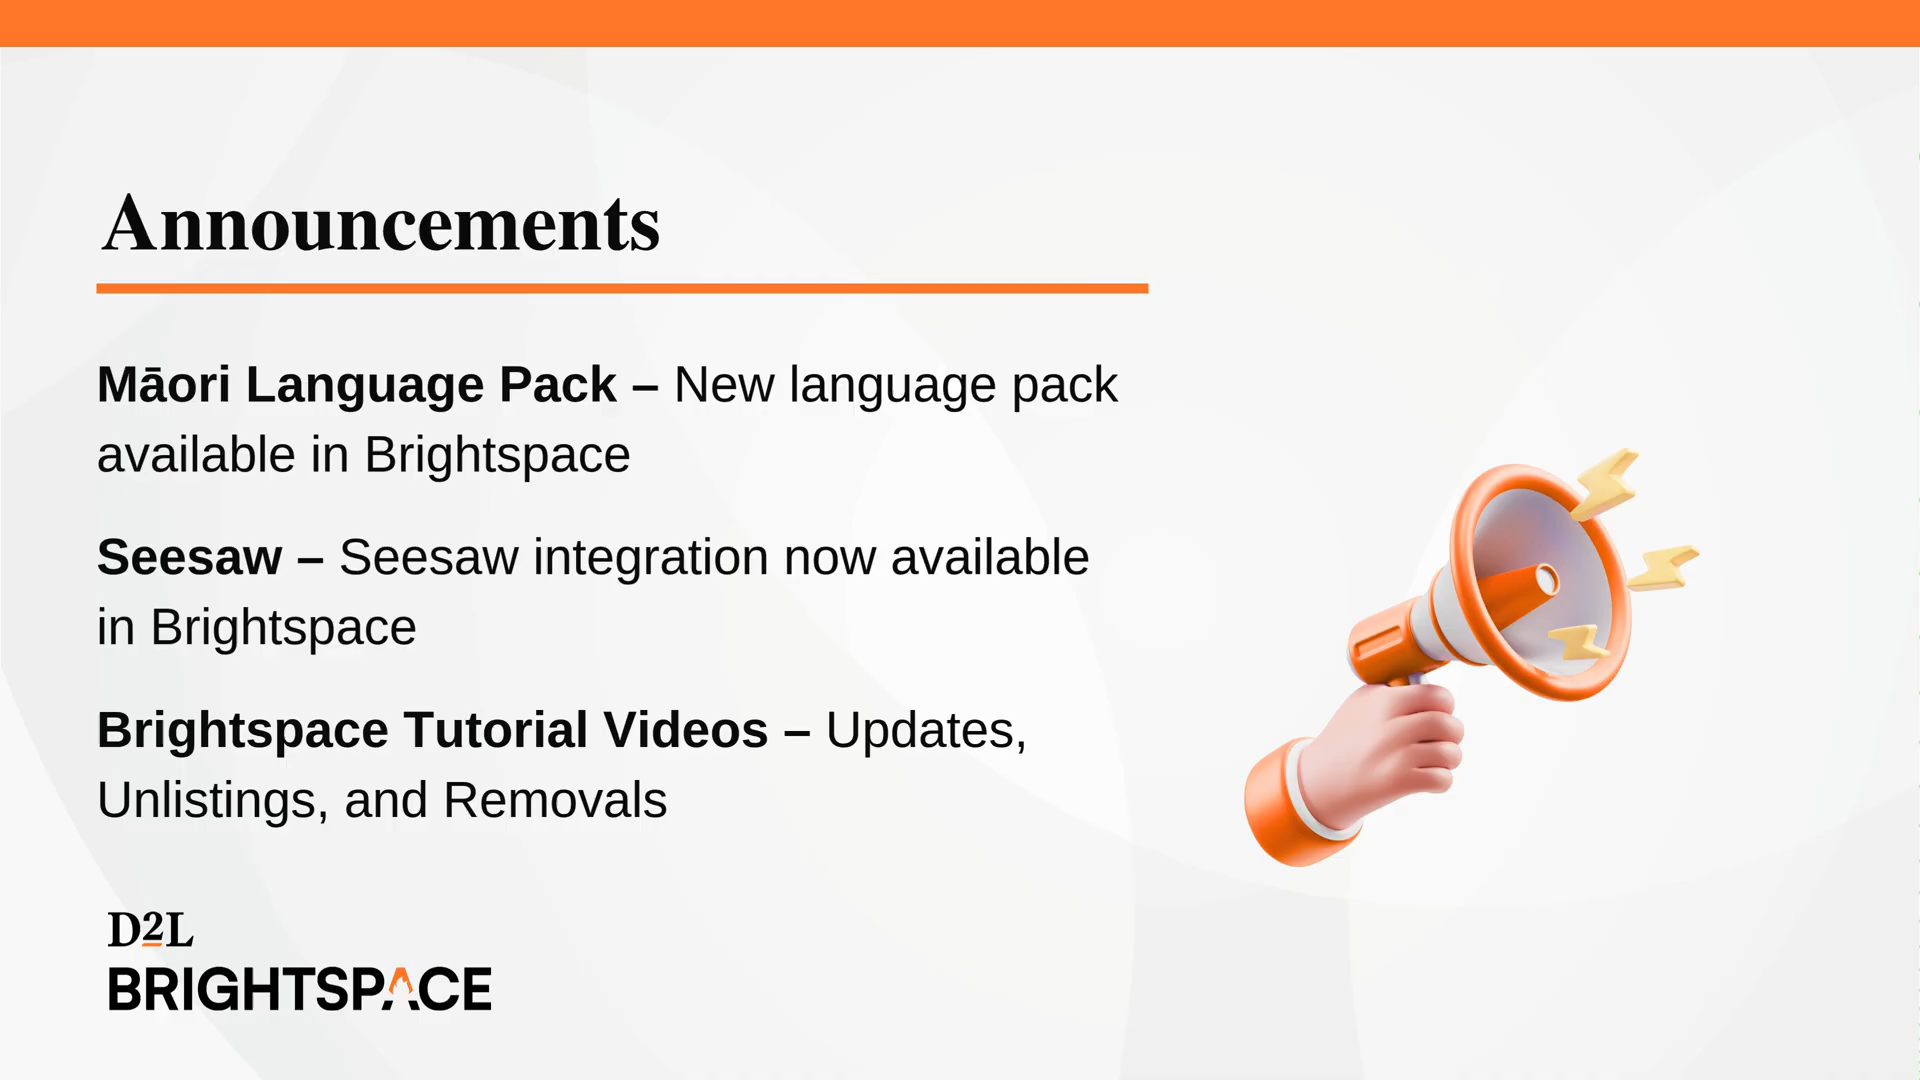 Announcements
Māori Language Pack – New language pack
available in Brightspace
Seesaw – Seesaw integration now available
in Brightspace
Brightspace Tutorial Videos – Updates,
Unlistings, and Removals
D2L
BRIGHTSPACE